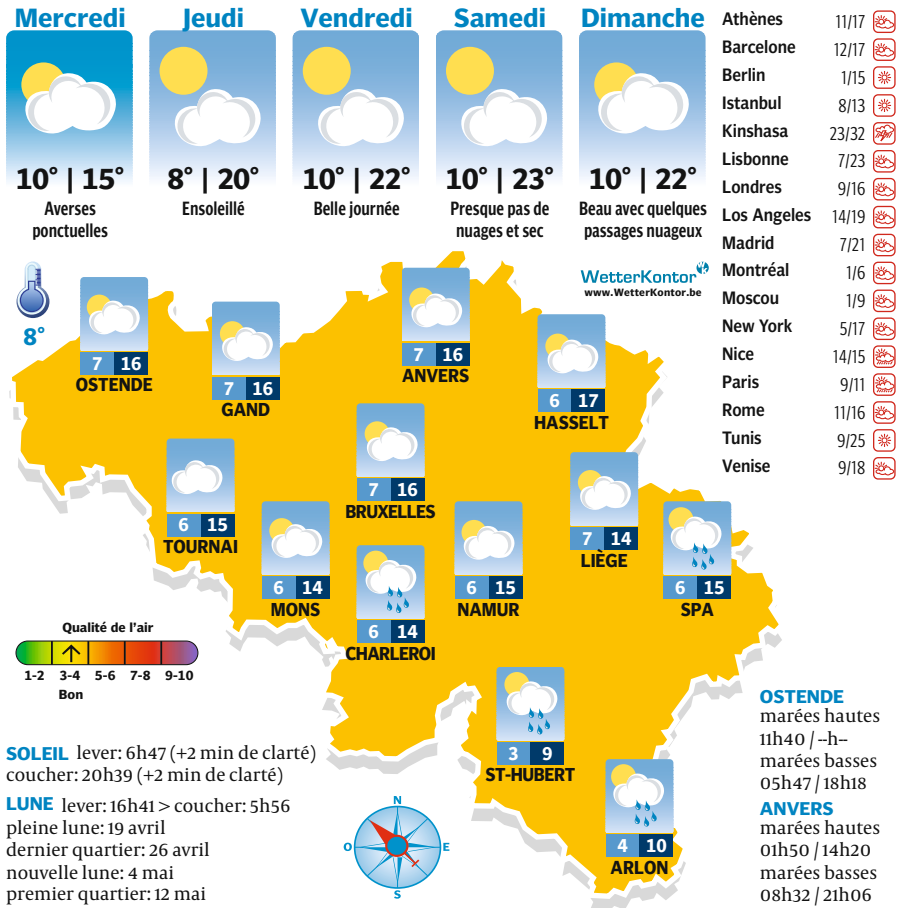 Mercredi
10° | 15°
Averses
ponctuelles
Jeudi
8° | 20°
Ensoleillé
Vendredi
10° | 22°
Belle journée
Samedi
10° | 23°
Presque pas de
nuages et sec
Dimanche
10° | 22°
Beau avec quelques
passages nuageux
Athènes 11/17
Barcelone 12/17
Berlin 1/15
Istanbul 8/13
Kinshasa 23/32
Lisbonne 7/23
Londres 9/16
Los Angeles 14/19
Madrid 7/21
Montréal 1/6
Moscou 1/9
New York 5/17
Nice 14/15
Paris 9/11
Rome 11/16
Tunis 9/25
Venise 9/18
WetterKontor
www.WetterKontor.be
8°
7 16
OSTENDE
7 16
GAND
7 16
ANVERS
6 17
HASSELT
6 15
TOURNAI
7 16
BRUXELLES
7 14
LIÈGE
6 14
MONS
6 14
CHARLEROI
6 15
NAMUR
6 15
SPA
3 9
ST-HUBERT
4 10
ARLON
Qualité de l'air
1-2 3-4 5-6 7-8 9-10
Bon
SOLEIL lever: 6h47 (+2 min de clarté)
coucher: 20h39 (+2 min de clarté)
LUNE lever: 16h41 > coucher: 5h56
pleine lune: 19 avril
dernier quartier: 26 avril
nouvelle lune: 4 mai
premier quartier: 12 mai
N
O E
S
OSTENDE
marées hautes
11h40 / --h--
marées basses
05h47 / 18h18
ANVERS
marées hautes
01h50 / 14h20
marées basses
08h32 / 21h06